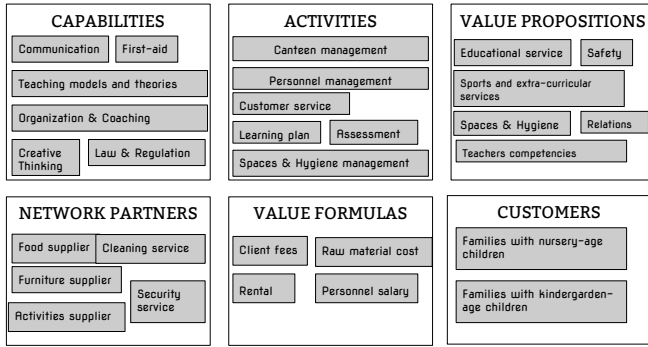 CAPABILITIES
Communication
First-aid
Teaching models and theories
Organization & Coaching
Creative
Thinking
Law & Regulation
ACTIVITIES
Canteen management
Personnel management
Customer service
Learning plan
Assessment
Spaces & Hygiene management
VALUE PROPOSITIONS
Educational service
Safety
Sports and extra-curricular
services
Spaces & Hygiene
Relations
Teachers competencies
NETWORK PARTNERS
Food supplier
Cleaning service
Furniture supplier
Security
service
Activities supplier
VALUE FORMULAS
Client fees
Raw material cost
Rental
Personnel salary
CUSTOMERS
Families with nursery-age
children
Families with kindergarden-
age children